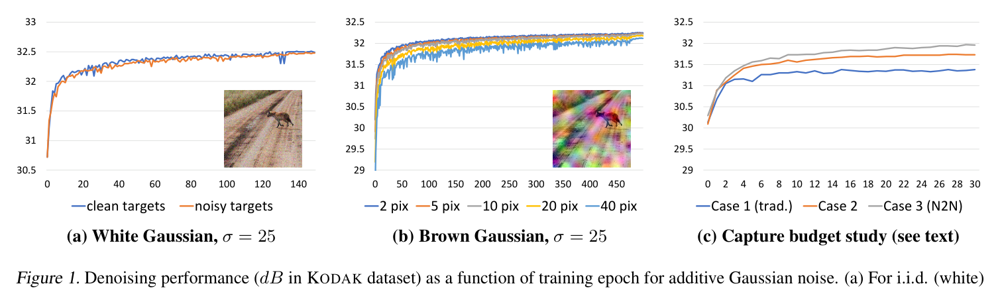 33
32.5
32
31.5
31
30.5
0 20 40 60 80 100 120 140
clean targets noisy targets
(a) White Gaussian, σ = 25
32.5
32
31.5
31
30.5
30
29.5
29
0 50 100 150 200 250 300 350 400 450
2 pix 5 pix 10 pix 20 pix 40 pix
(b) Brown Gaussian, σ = 25
32.5
32
31.5
31
30.5
30
29.5
29
0 2 4 6 8 10 12 14 16 18 20 22 24 26 28 30
Case 1 (trad.) Case 2 Case 3 (N2N)
(c) Capture budget study (see text)
Figure 1. Denoising performance (dB in KODAK dataset) as a function of training epoch for additive Gaussian noise. (a) For i.i.d. (white)